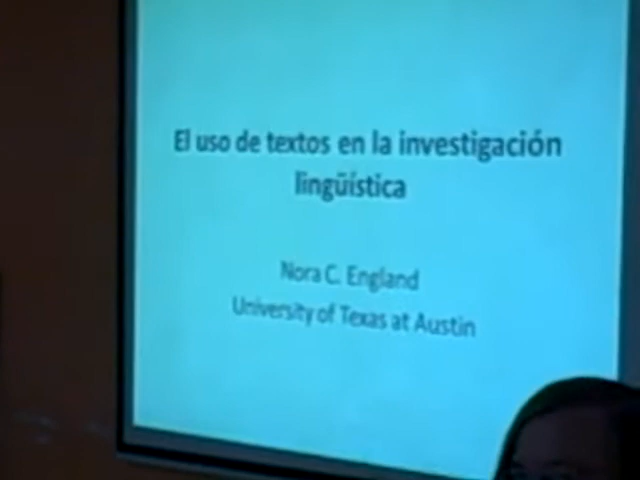 El uso de textos en la investigación
lingüística
Nora C. England
University of Texas at Austin